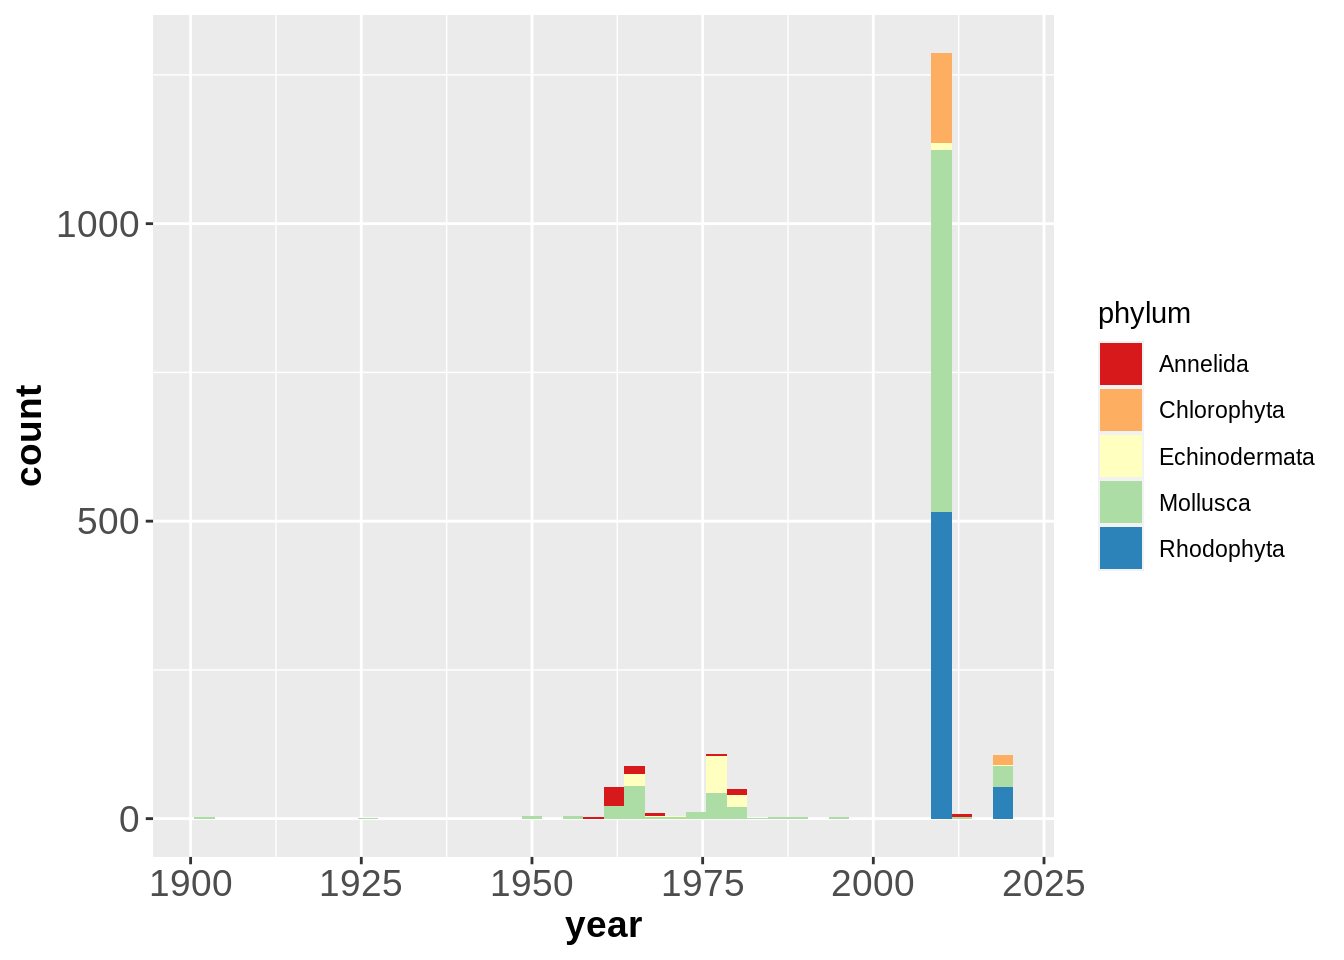 1000
500
0
count
1900 1925 1950 1975 2000 2025
year
phylum
Annelida
Chlorophyta
Echinodermata
Mollusca
Rhodophyta